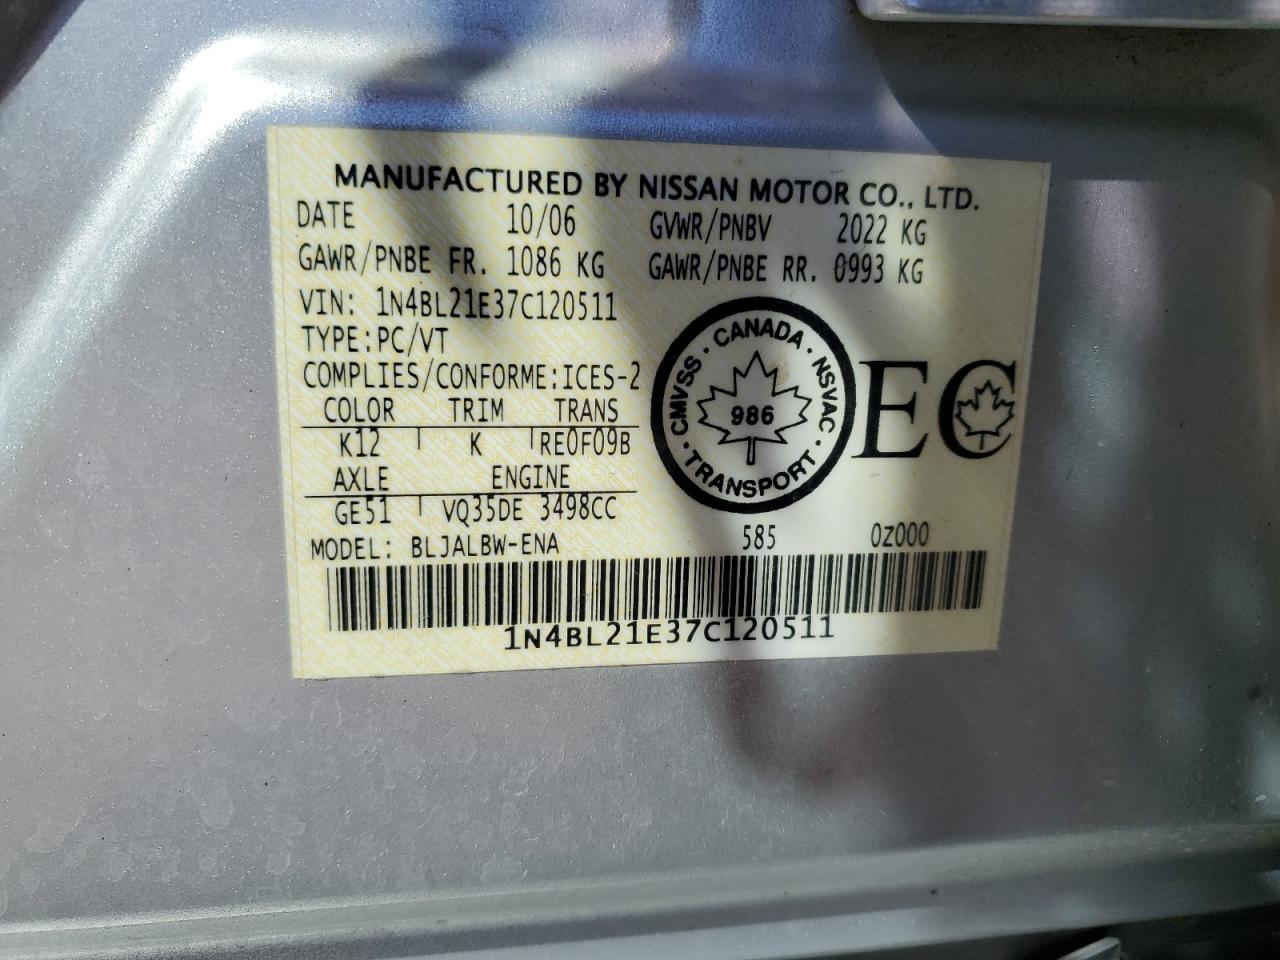 MANUFACTURED BY NISSAN MOTOR CO., LTD.
DATE 10/06 GVWR/PNBV 2022 KG
GAWR/PNBE FR. 1086 KG GAWR/PNBE RR. 0993 KG
VIN: 1N4BL21E37C120511
TYPE:PC/VT
COMPLIES/CONFORME:ICES-2
COLOR TRIM TRANS
K12 K RE0F09B
AXLE ENGINE
GE51 VQ35DE 3498CC
CMVSS · CANADA · NSVAC · TRANSPORT ·
986
EC
MODEL: BLJALBW-ENA 585 0Z000
1N4BL21E37C120511